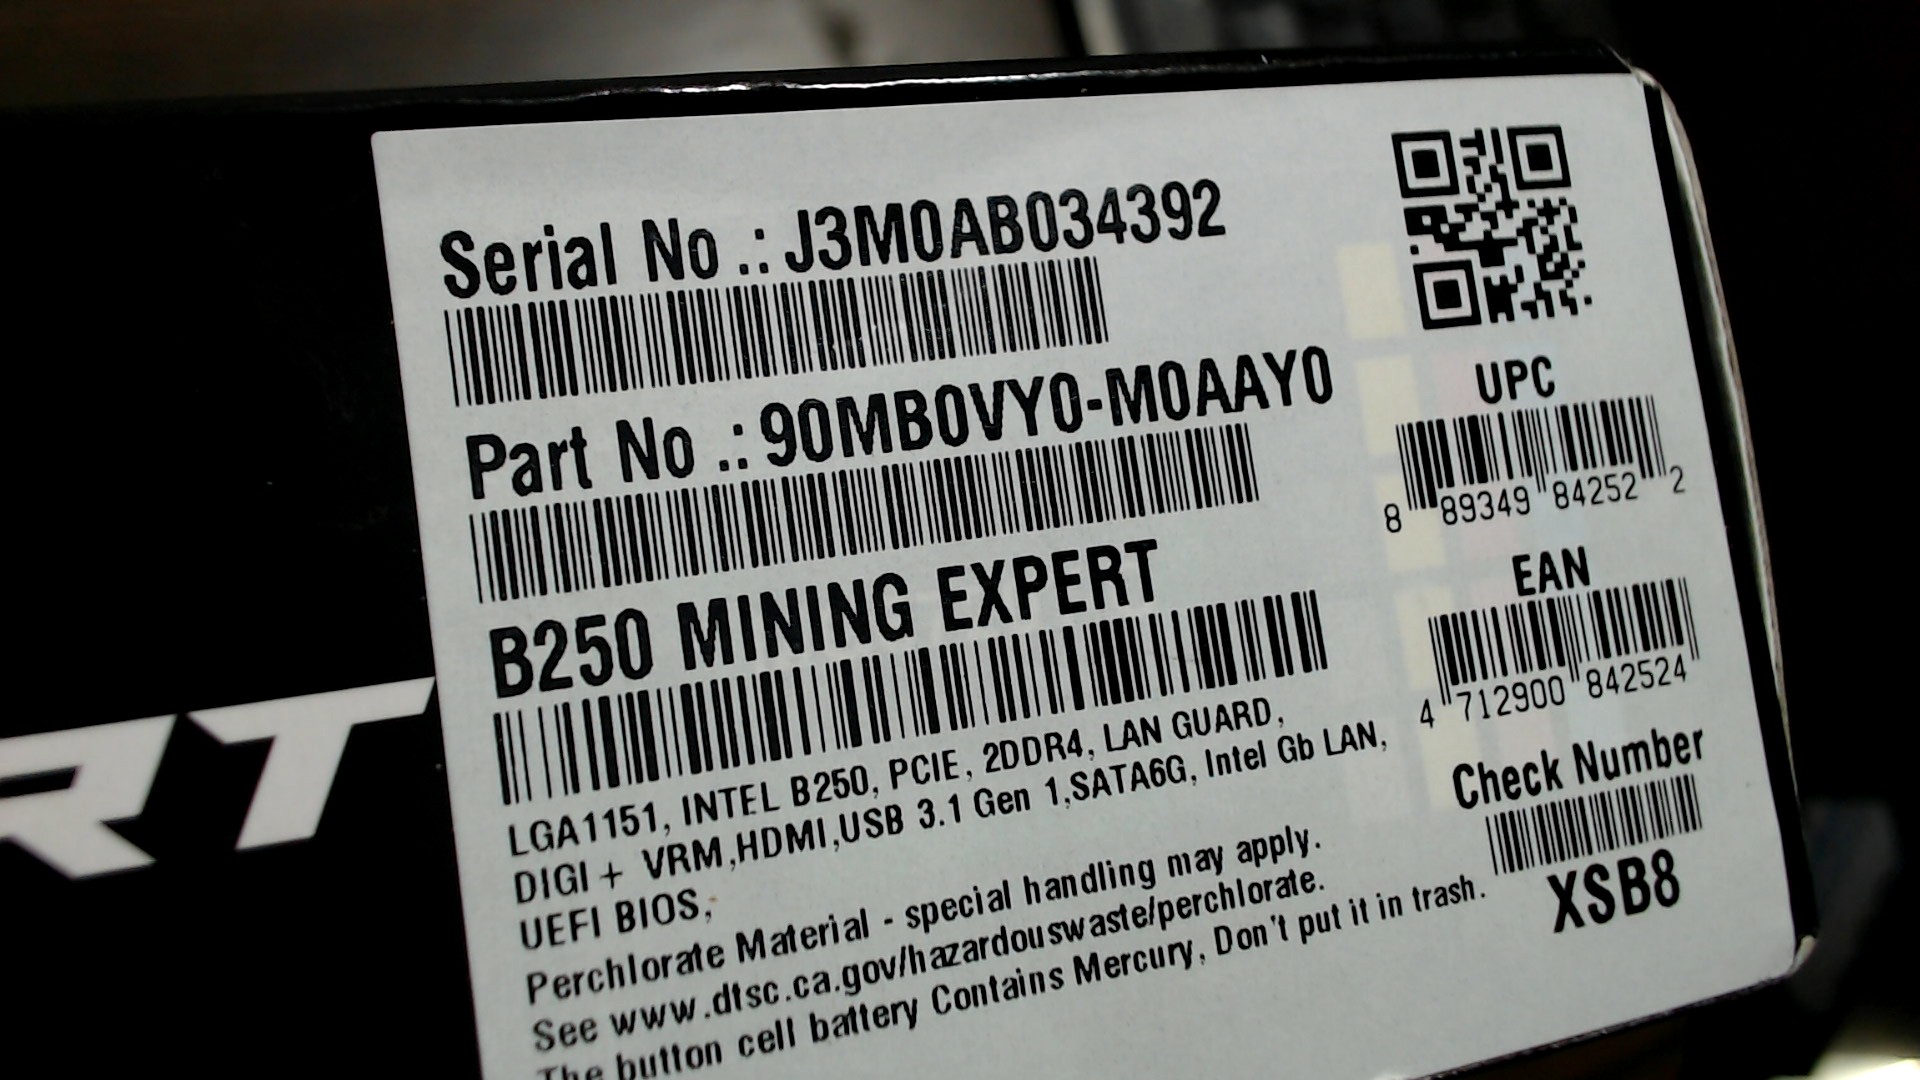 Serial No .: J3M0AB034392
Part No .: 90MB0VY0-M0AAY0
B250 MINING EXPERT
LGA1151, INTEL B250, PCIE, 2DDR4, LAN GUARD,
DIGI + VRM,HDMI,USB 3.1 Gen 1,SATA6G, Intel Gb LAN,
UEFI BIOS,
Perchlorate Material - special handling may apply.
See www.dtsc.ca.gov/hazardouswaste/perchlorate.
The button cell battery Contains Mercury, Don't put it in trash.
UPC
8 89349 84252 2
EAN
4 712900 842524
Check Number
XSB8
RT